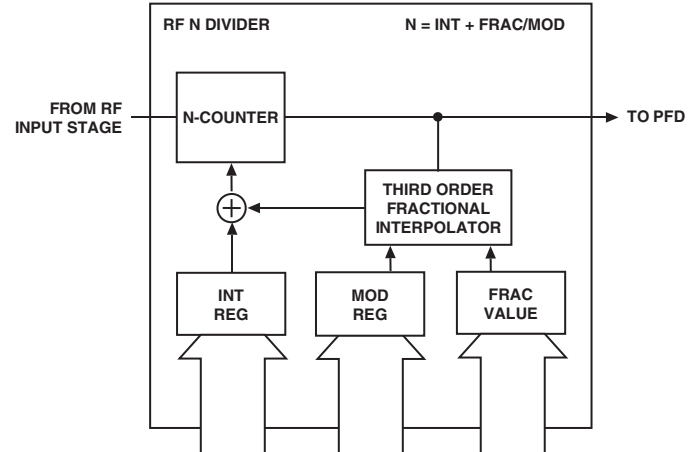 RF N DIVIDER
N = INT + FRAC/MOD
FROM RF
INPUT STAGE
N-COUNTER
TO PFD
THIRD ORDER
FRACTIONAL
INTERPOLATOR
INT
REG
MOD
REG
FRAC
VALUE